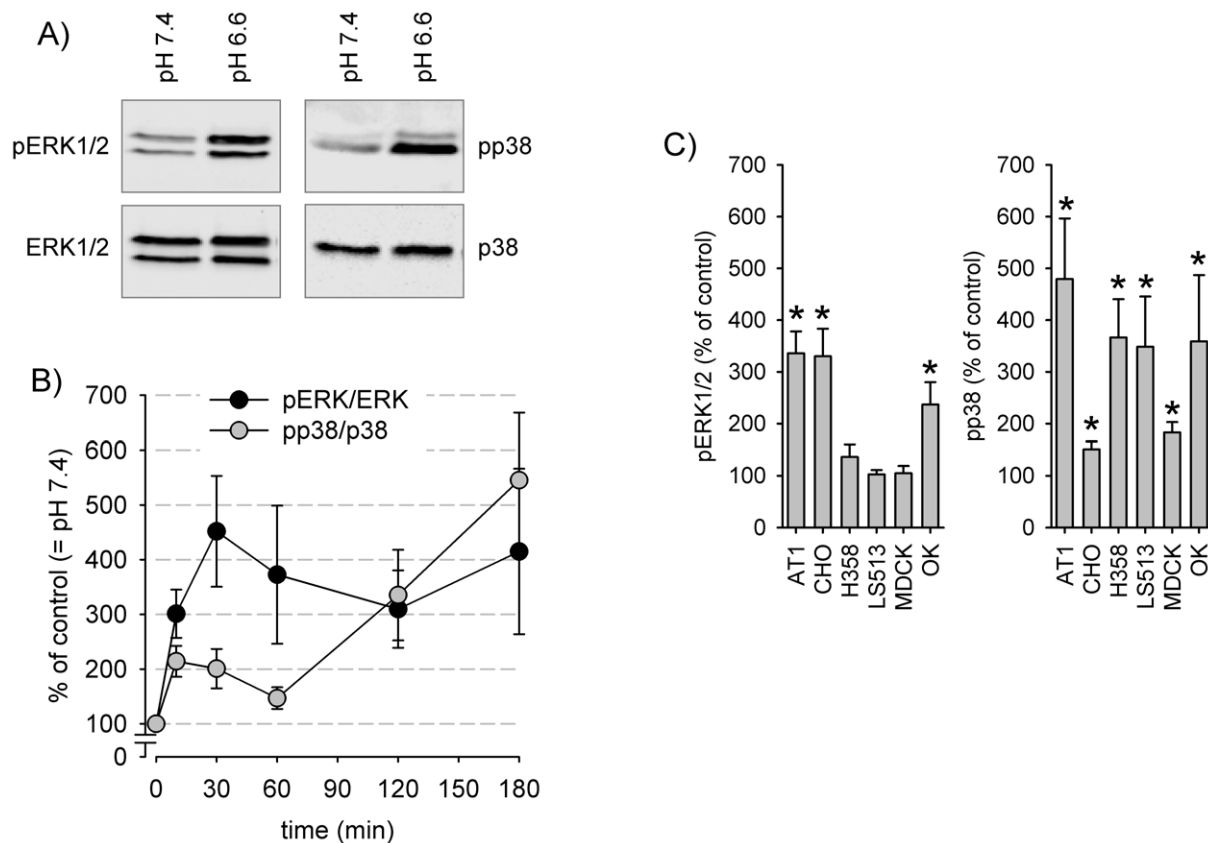 A)
pH 7.4
pH 6.6
pH 7.4
pH 6.6
pERK1/2
pp38
ERK1/2
p38
B)
700
600
500
400
300
200
100
0
% of control (= pH 7.4)
pERK/ERK
pp38/p38
0 30 60 90 120 150 180
time (min)
C)
700
600
500
400
300
200
100
0
pERK1/2 (% of control)
* * *
AT1
CHO
H358
LS513
MDCK
OK
700
600
500
400
300
200
100
0
pp38 (% of control)
* * * * * *
AT1
CHO
H358
LS513
MDCK
OK